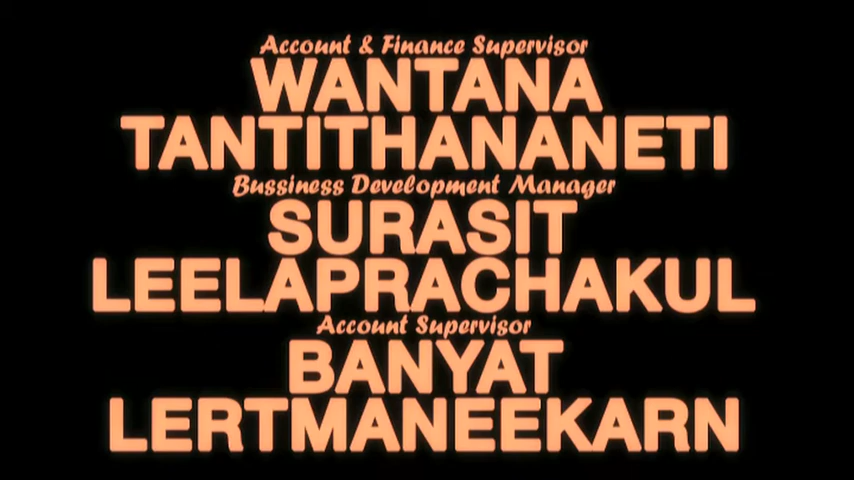 Account & Finance Supervisor
WANTANA
TANTITHANANETI
Bussiness Development Manager
SURASIT
LEELAPRACHAKUL
Account Supervisor
BANYAT
LERTMANEEKARN